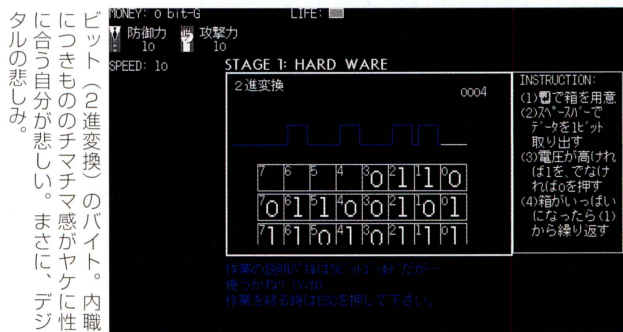 ビット（２進変換）のバイト。内職
につきもののチマチマ感がヤケに性
に合う自分が悲しい。まさに、デジ
タルの悲しみ。
MONEY: 0 bit-G
LIFE:
防御力 攻撃力
10 10
SPEED: 10
STAGE 1: HARD WARE
２進変換
0004
7 6 5 4 3 0 2 1 1 1 0 0
7 0 6 1 5 1 4 0 3 0 2 1 1 0 0 1
7 1 6 1 5 0 4 1 3 0 2 1 1 1 0 1
INSTRUCTION:
(1)で箱を用意
(2)スペースバーで
データを1ビット
取り出す
(3)電圧が高けれ
ば1を、でなけ
れば0を押す
(4)箱がいっぱい
になったら(1)
から繰り返す
だが…
使うかね? (Y/N)
作業を終る時はESCを押して下さい。